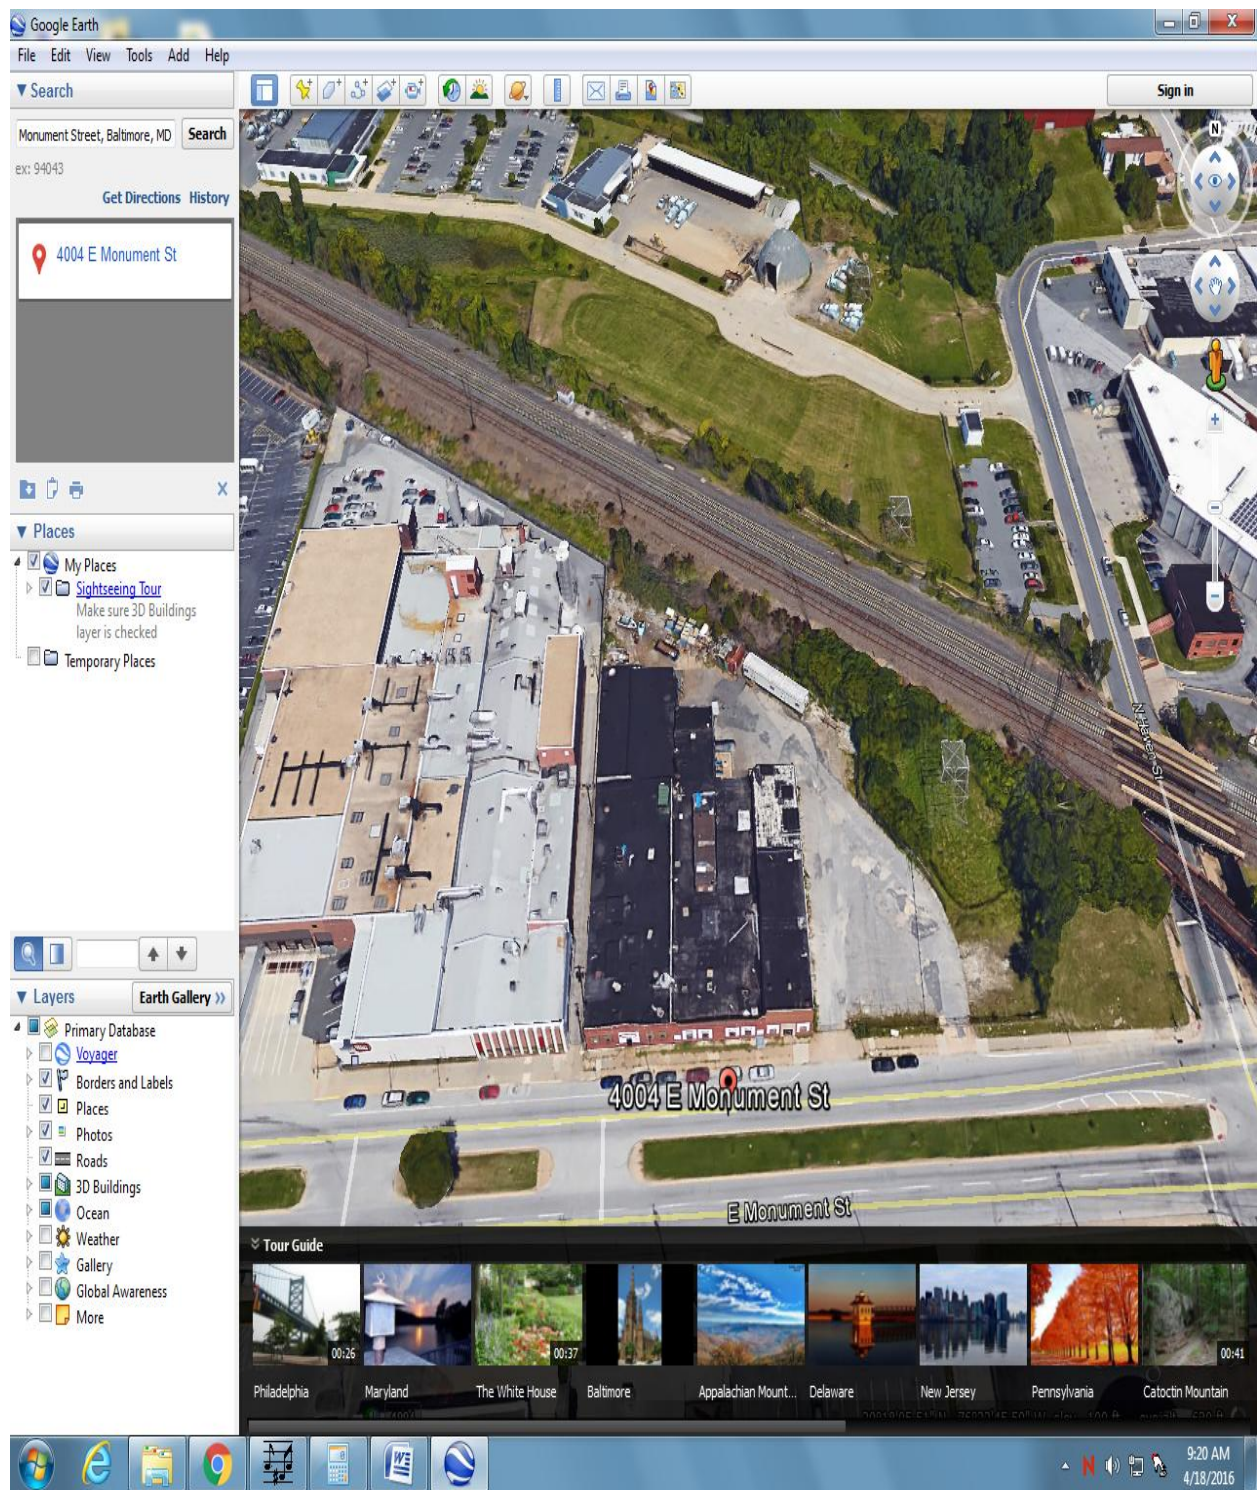 Google Earth
File Edit View Tools Add Help
Search
Sign in
Monument Street, Baltimore, MD
Search
ex: 94043
Get Directions History
4004 E Monument St
Places
My Places
Sightseeing Tour
Make sure 3D Buildings
layer is checked
Temporary Places
Layers
Earth Gallery »
Primary Database
Voyager
Borders and Labels
Places
Photos
Roads
3D Buildings
Ocean
Weather
Gallery
Global Awareness
More
N
N Haven St
4004 E Monument St
E Monument St
Tour Guide
00:26
00:37
00:41
Philadelphia
Maryland
The White House
Baltimore
Appalachian Mount...
Delaware
New Jersey
Pennsylvania
Catoctin Mountain
9:20 AM
4/18/2016